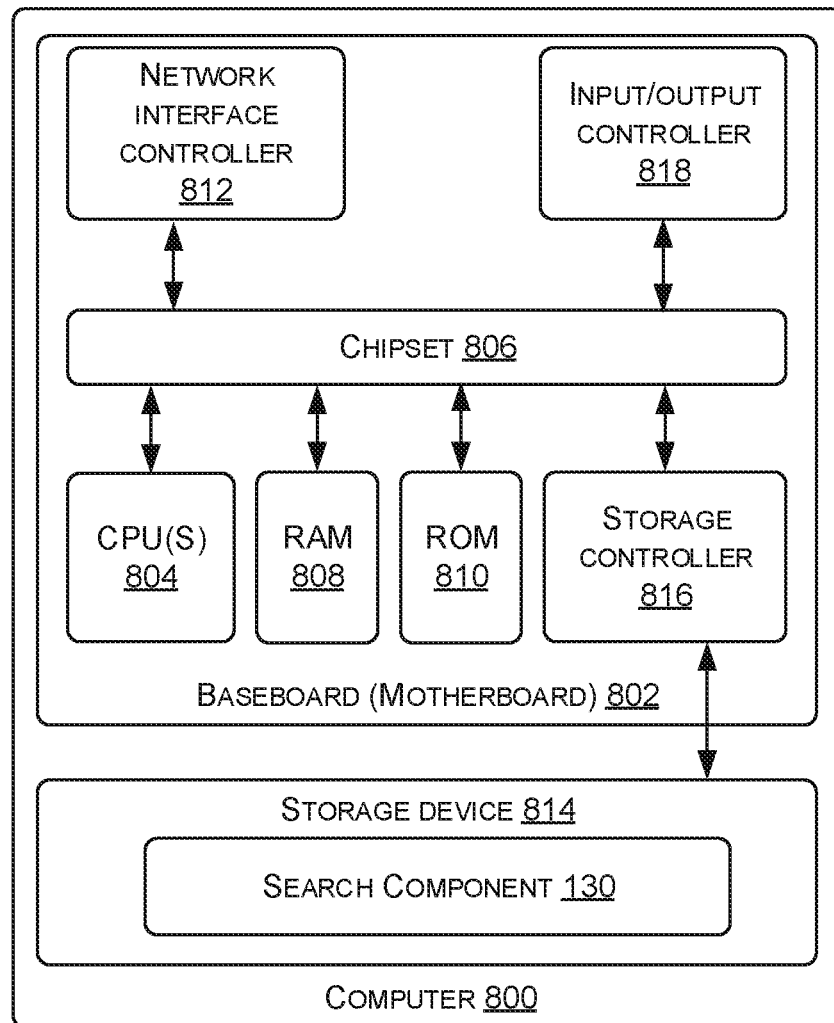 NETWORK
INTERFACE
CONTROLLER
812
INPUT/OUTPUT
CONTROLLER
818
CHIPSET 806
CPU(S)
804
RAM
808
ROM
810
STORAGE
CONTROLLER
816
BASEBOARD (MOTHERBOARD) 802
STORAGE DEVICE 814
SEARCH COMPONENT 130
COMPUTER 800